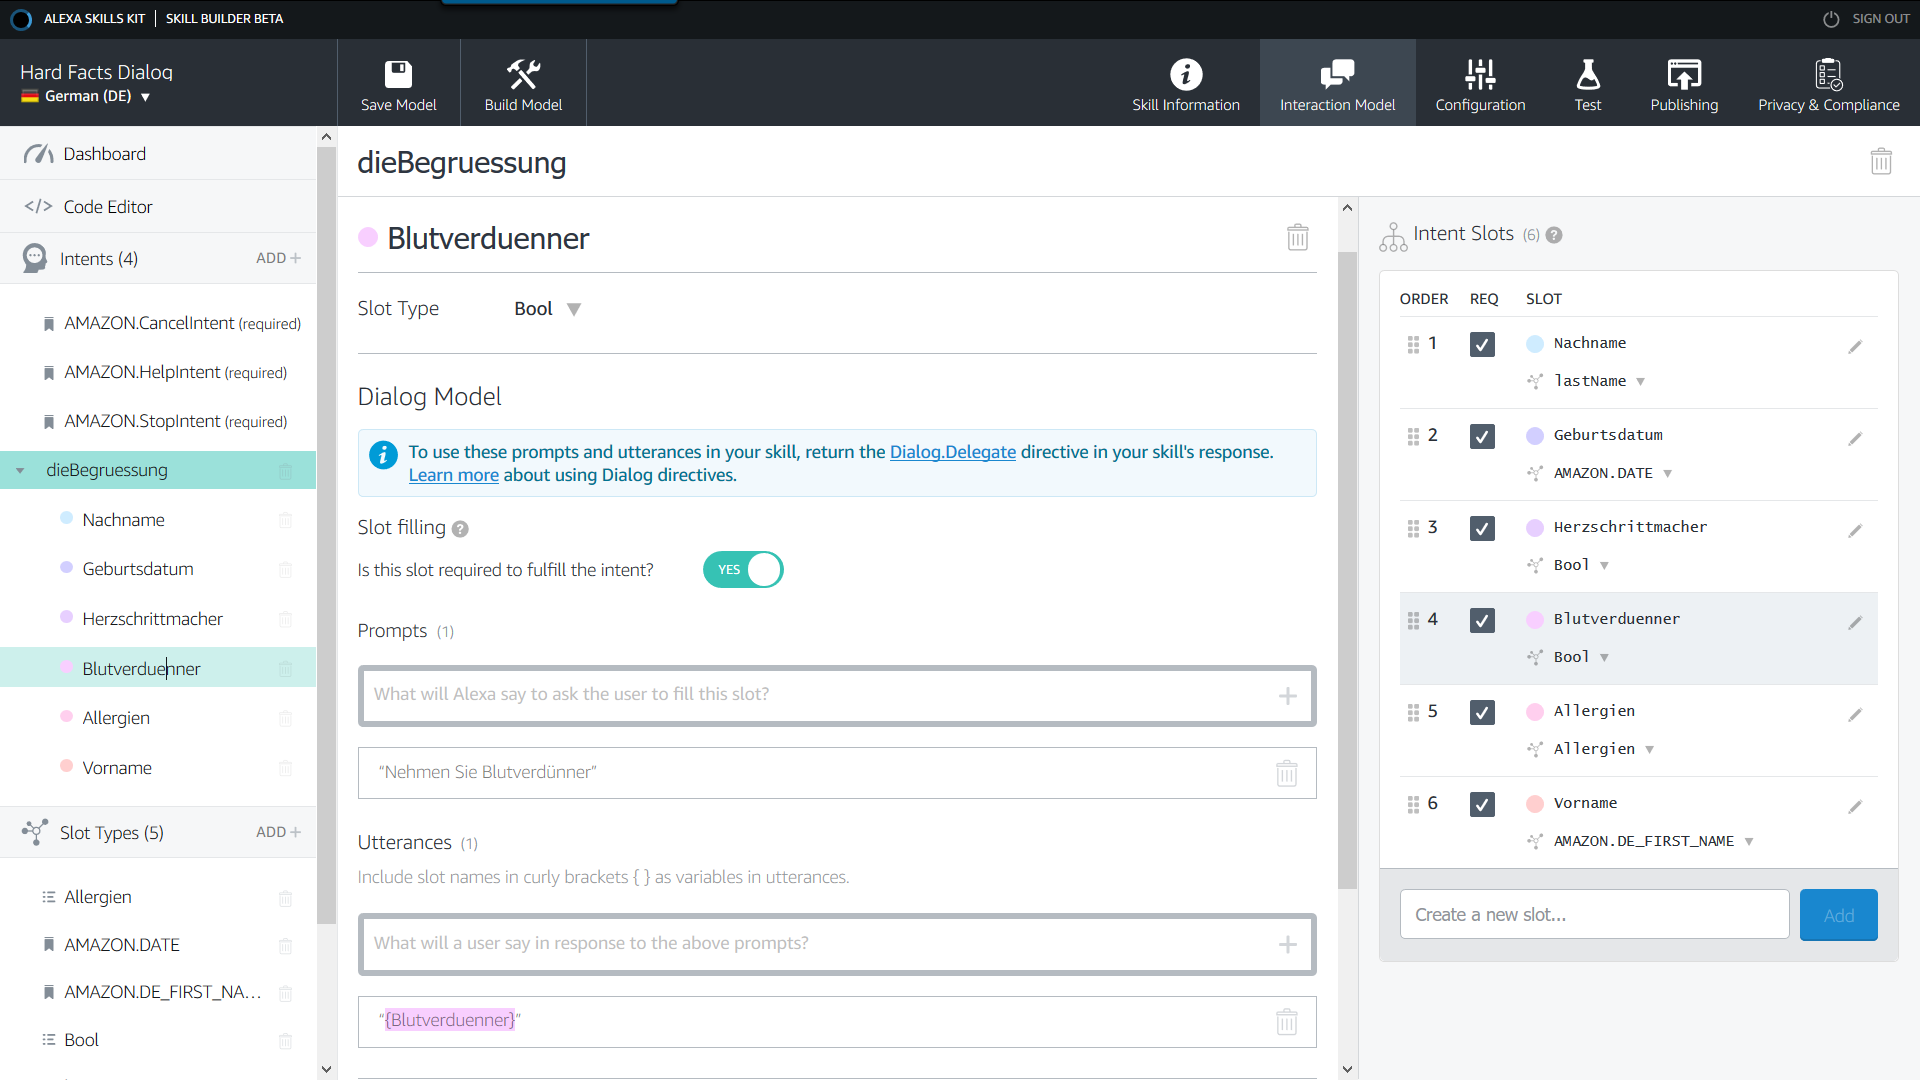 ALEXA SKILLS KIT | SKILL BUILDER BETA
SIGN OUT
Hard Facts Dialog
German (DE) ▼
Save Model
Build Model
Skill Information
Interaction Model
Configuration
Test
Publishing
Privacy & Compliance
Dashboard
</> Code Editor
Intents (4) ADD +
AMAZON.CancelIntent (required)
AMAZON.HelpIntent (required)
AMAZON.StopIntent (required)
dieBegruessung
Nachname
Geburtsdatum
Herzschrittmacher
Blutverduenner
Allergien
Vorname
Slot Types (5) ADD +
Allergien
AMAZON.DATE
AMAZON.DE_FIRST_NA...
Bool
dieBegruessung
Blutverduenner
Slot Type Bool ▼
Dialog Model
To use these prompts and utterances in your skill, return the Dialog.Delegate directive in your skill's response.
Learn more about using Dialog directives.
Slot filling ?
Is this slot required to fulfill the intent? YES
Prompts (1)
What will Alexa say to ask the user to fill this slot? +
“Nehmen Sie Blutverdünner”
Utterances (1)
Include slot names in curly brackets { } as variables in utterances.
What will a user say in response to the above prompts? +
“{Blutverduenner}”
Intent Slots (6) ?
ORDER REQ SLOT
1 Nachname
lastName ▼
2 Geburtsdatum
AMAZON.DATE ▼
3 Herzschrittmacher
Bool ▼
4 Blutverduenner
Bool ▼
5 Allergien
Allergien ▼
6 Vorname
AMAZON.DE_FIRST_NAME ▼
Create a new slot... Add